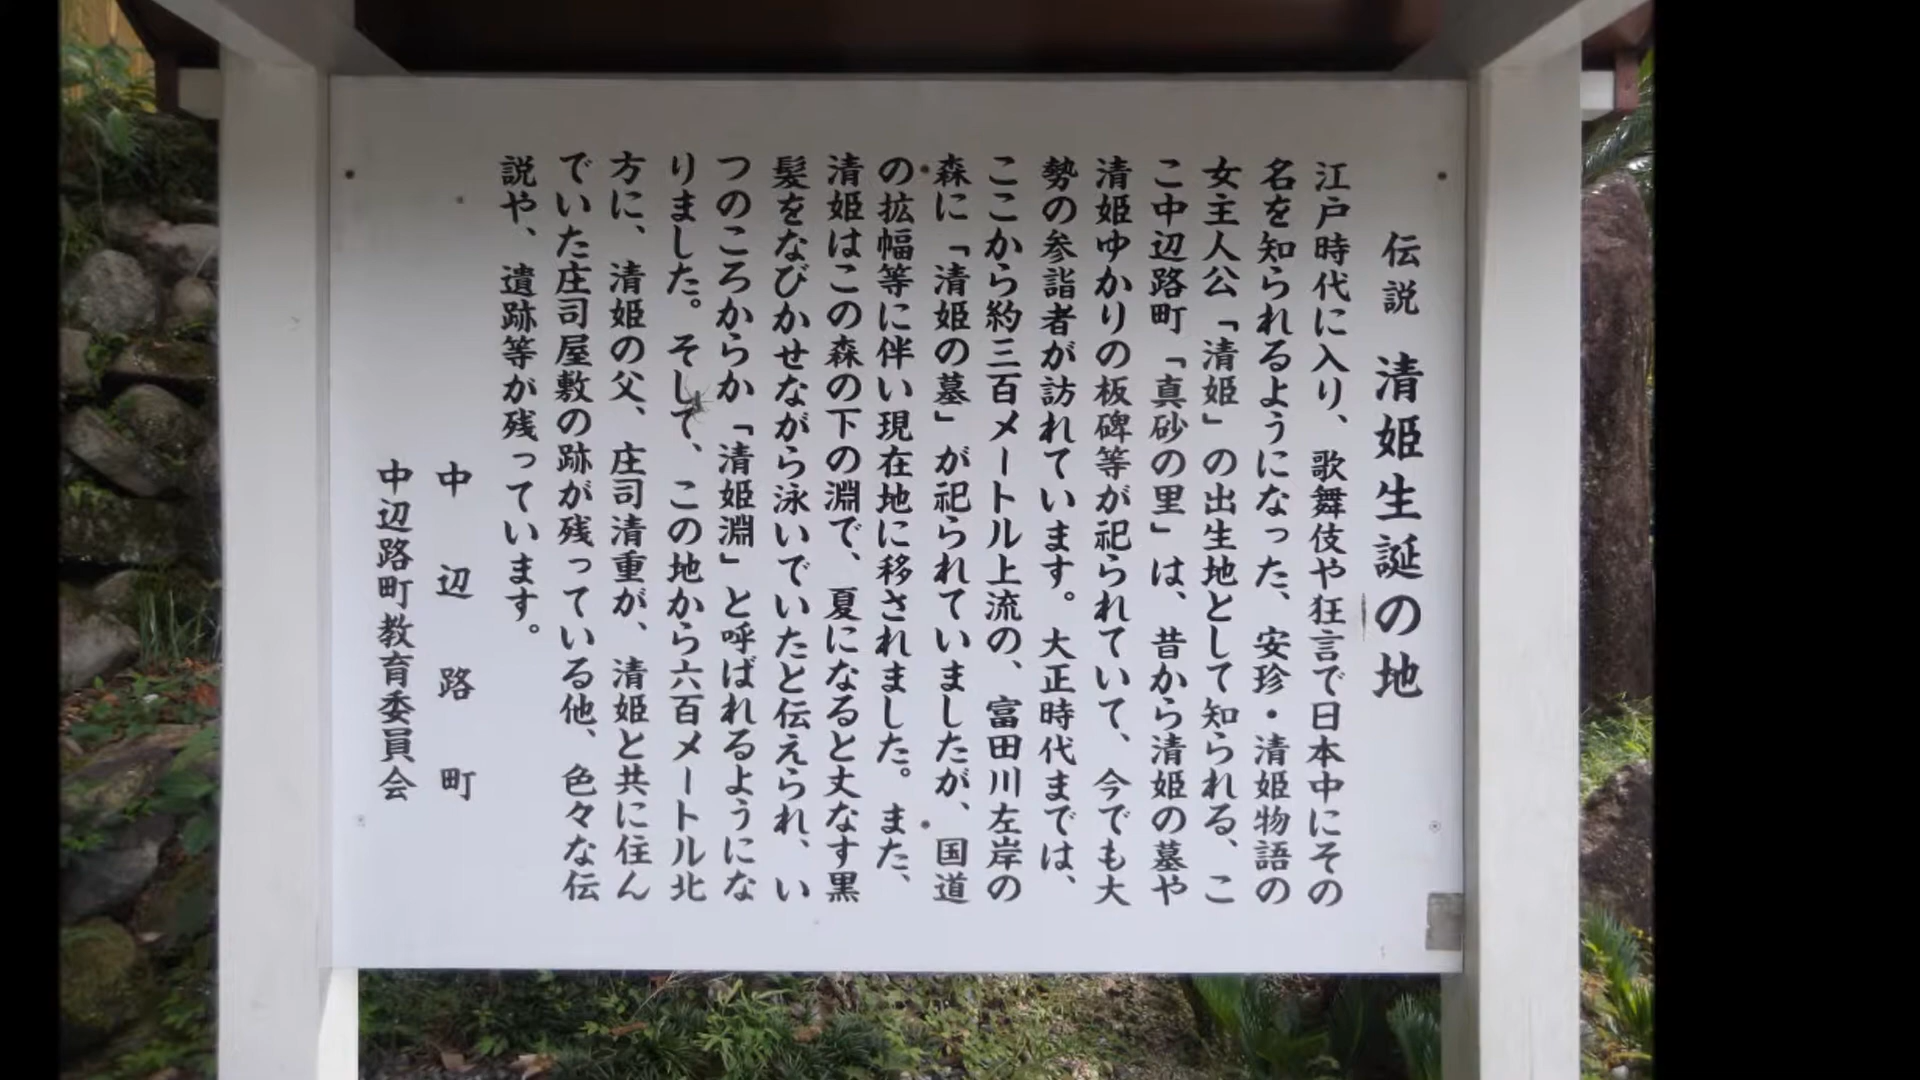 伝説 清姫生誕の地
江戸時代に入り、歌舞伎や狂言で日本中にその
名を知られるようになった、安珍・清姫物語の
女主人公「清姫」の出生地として知られる、こ
こ中辺路町「真砂の里」は、昔から清姫の墓や
清姫ゆかりの板碑等が祀られていて、今でも大
勢の参詣者が訪れています。大正時代までは、
ここから約三百メートル上流の、富田川左岸の
森に「清姫の墓」が祀られていましたが、国道
の拡幅等に伴い現在地に移されました。また、
清姫はこの森の下の淵で、夏になると丈なす黒
髪をなびかせながら泳いでいたと伝えられ、い
つのころからか「清姫淵」と呼ばれるようにな
りました。そして、この地から六百メートル北
方に、清姫の父、庄司清重が、清姫と共に住ん
でいた庄司屋敷の跡が残っている他、色々な伝
説や、遺跡等が残っています。
中辺路町
中辺路町教育委員会